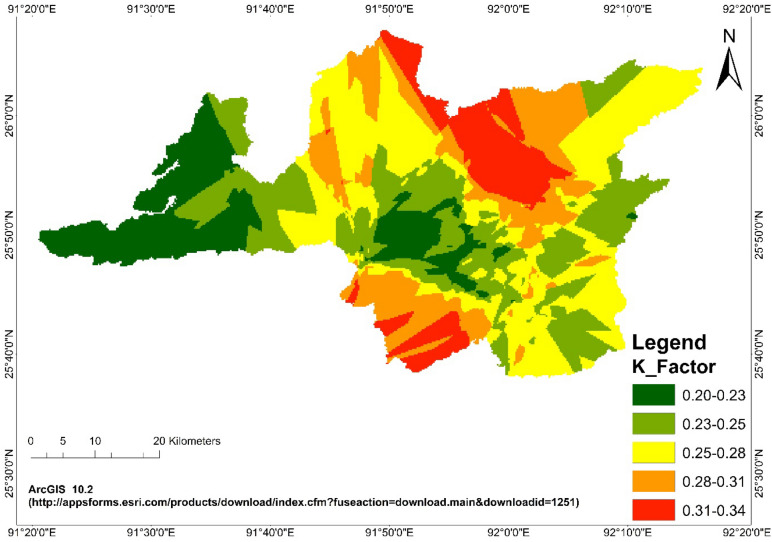 91°20'0"E 91°30'0"E 91°40'0"E 91°50'0"E 92°0'0"E 92°10'0"E 92°20'0"E
N
26°0'0"N 26°0'0"N
25°50'0"N 25°50'0"N
25°40'0"N 25°40'0"N
25°30'0"N 25°30'0"N
Legend
K_Factor
0.20-0.23
0.23-0.25
0.25-0.28
0.28-0.31
0.31-0.34
0 5 10 20 Kilometers
ArcGIS 10.2
(http://appsforms.esri.com/products/download/index.cfm?fuseaction=download.main&downloadid=1251)
91°20'0"E 91°30'0"E 91°40'0"E 91°50'0"E 92°0'0"E 92°10'0"E 92°20'0"E